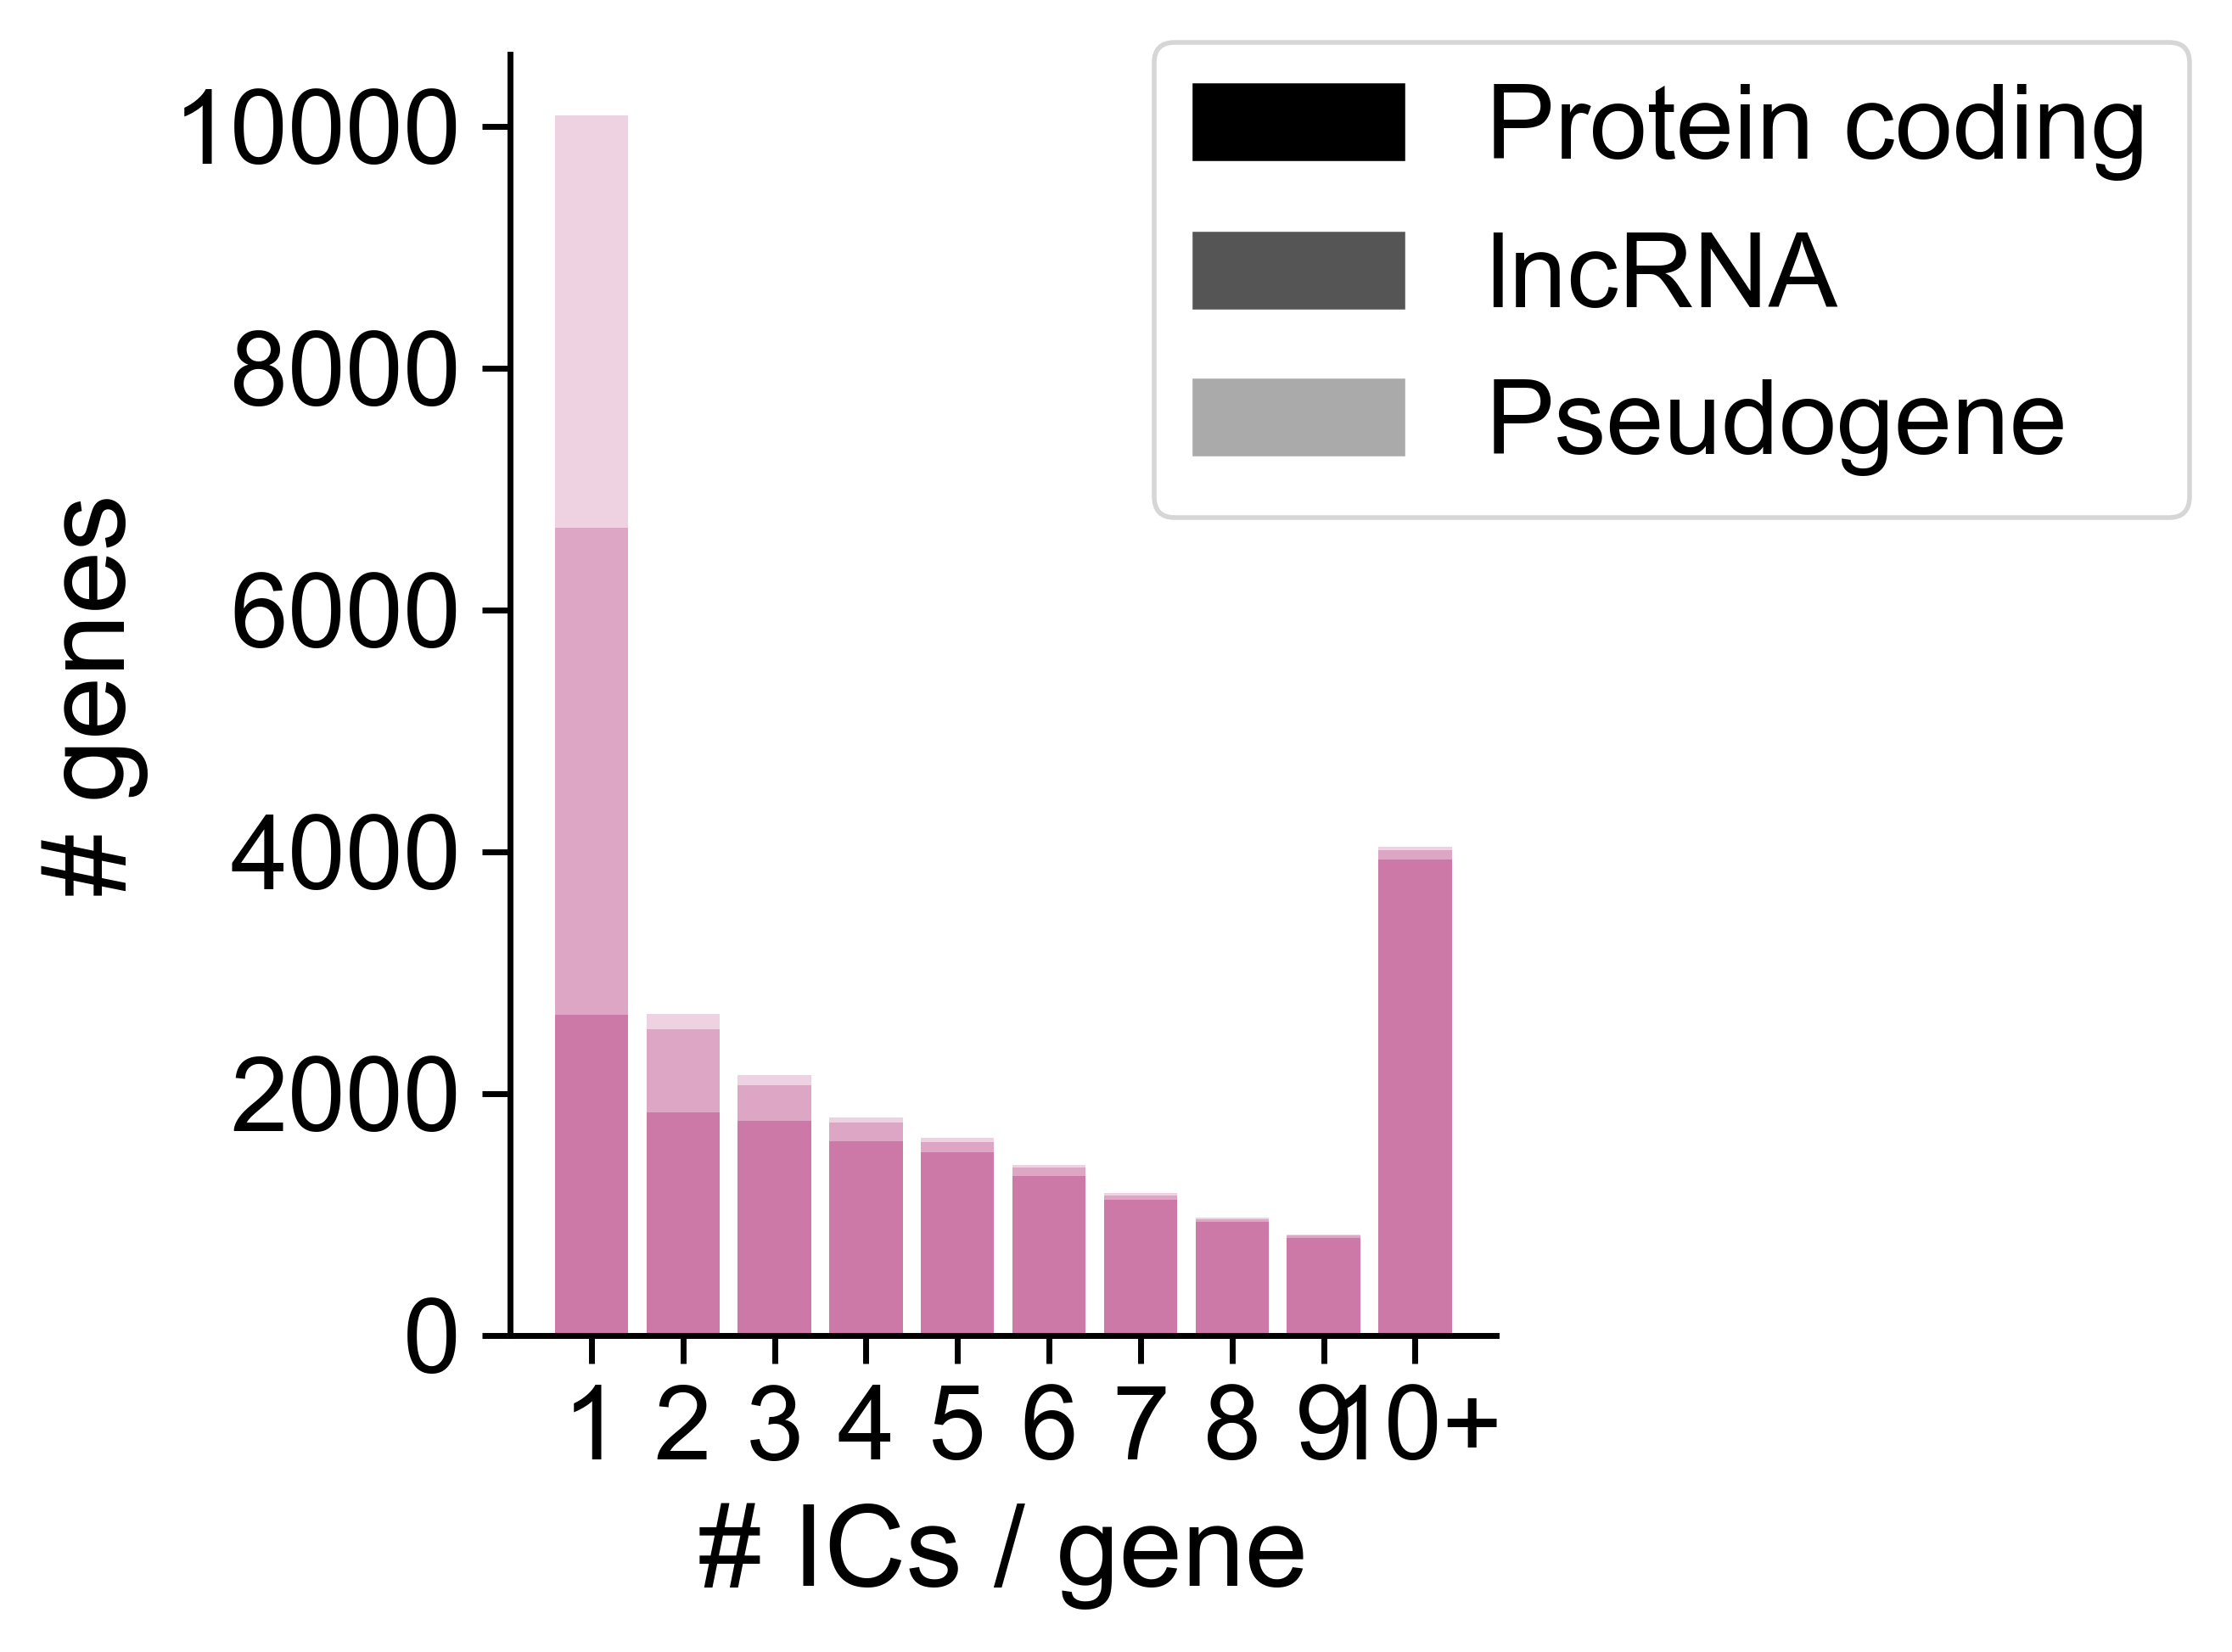 10000
8000
6000
4000
2000
0
# genes
1 2 3 4 5 6 7 8 9 10+
# ICs / gene
Protein coding
lncRNA
Pseudogene